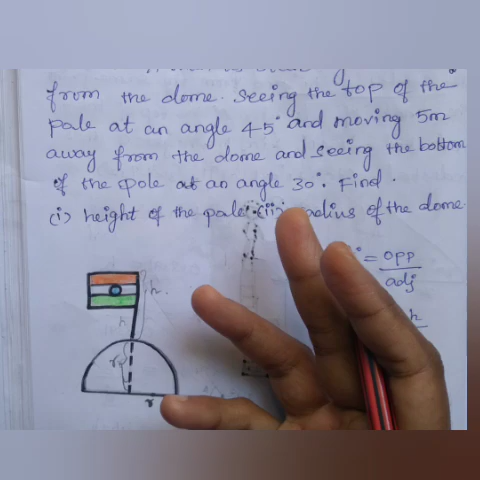 from the dome. seeing the top of the
pale at an angle 45° and moving 5m
away from the dome and seeing the bottom
of the pole at an angle 30°. Find.
(i) height of the pale (ii) radius of the dome.
° = opp
adj
h
h.
h
r
r